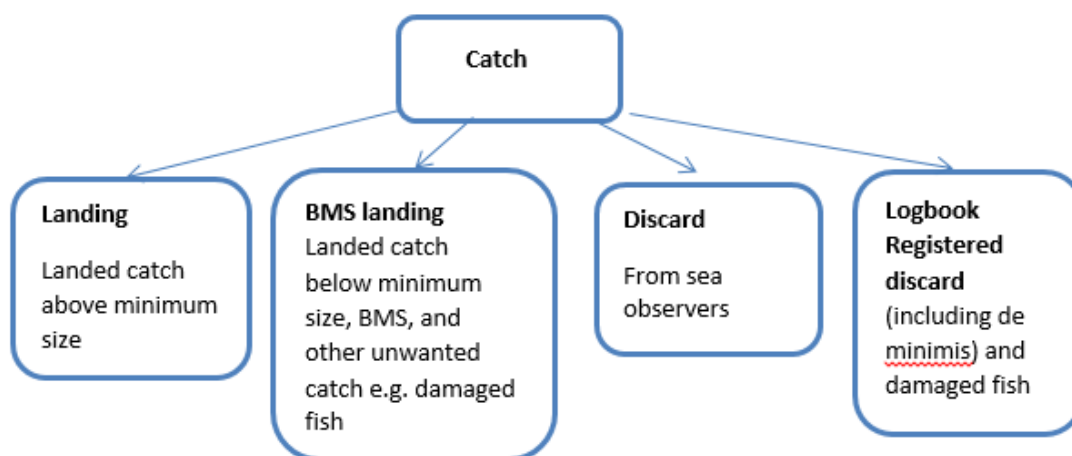 Catch
Landing
Landed catch
above minimum
size
BMS landing
Landed catch
below minimum
size, BMS, and
other unwanted
catch e.g. damaged
fish
Discard
From sea
observers
Logbook
Registered
discard
(including de
minimis) and
damaged fish